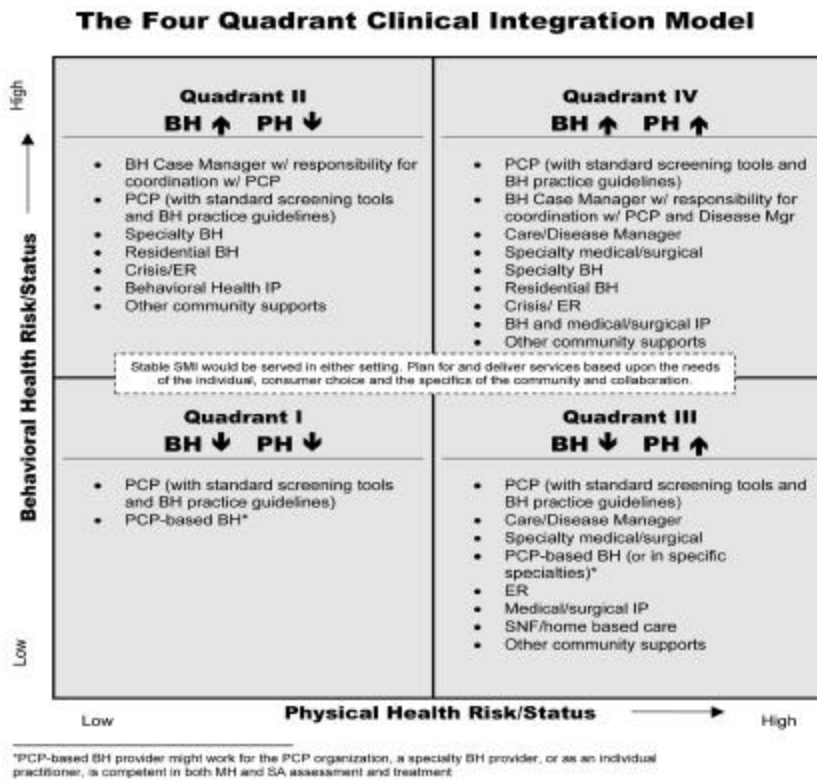 The Four Quadrant Clinical Integration Model
High
Behavioral Health Risk/Status
Low
Quadrant II
BH PH
• BH Case Manager w/ responsibility for
coordination w/ PCP
• PCP (with standard screening tools
and BH practice guidelines)
• Specialty BH
• Residential BH
• Crisis/ER
• Behavioral Health IP
• Other community supports
Quadrant IV
BH PH
• PCP (with standard screening tools and
BH practice guidelines)
• BH Case Manager w/ responsibility for
coordination w/ PCP and Disease Mgr
• Care/Disease Manager
• Specialty medical/surgical
• Specialty BH
• Residential BH
• Crisis/ ER
• BH and medical/surgical IP
• Other community supports
Stable SMI would be served in either setting. Plan for and deliver services based upon the needs
of the individual, consumer choice and the specifics of the community and collaboration.
Quadrant I
BH PH
• PCP (with standard screening tools
and BH practice guidelines)
• PCP-based BH*
Quadrant III
BH PH
• PCP (with standard screening tools and
BH practice guidelines)
• Care/Disease Manager
• Specialty medical/surgical
• PCP-based BH (or in specific
specialties)*
• ER
• Medical/surgical IP
• SNF/home based care
• Other community supports
Low
Physical Health Risk/Status
High
*PCP-based BH provider might work for the PCP organization, a specialty BH provider, or as an individual
practitioner, is competent in both MH and SA assessment and treatment